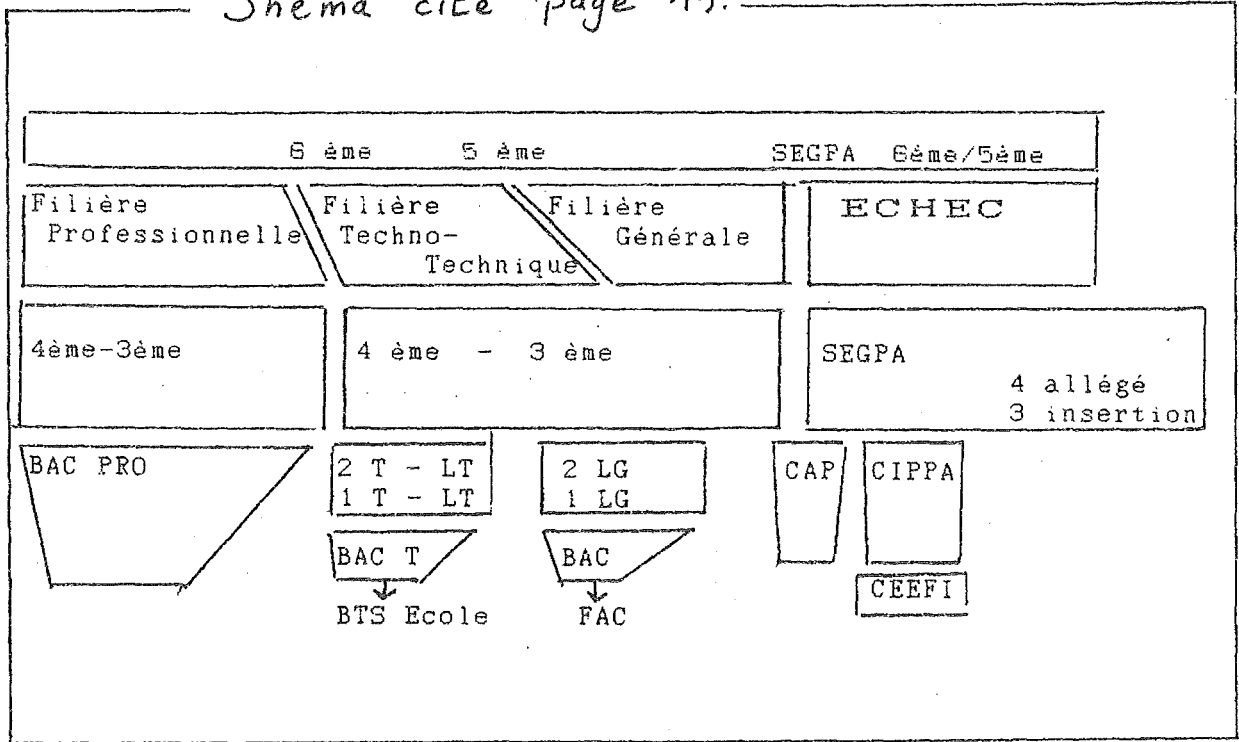 Shema cité page
6 ème 5 ème SEGPA 6ème/5ème
Filière
Professionnelle
Filière
Techno-
Technique
Filière
Générale
ECHEC
4ème-3ème
4 ème - 3 ème
SEGPA
4 allégé
3 insertion
BAC PRO
2 T - LT
1 T - LT
2 LG
1 LG
CAP
CIPPA
BAC T
BAC
CEEFI
BTS Ecole
FAC